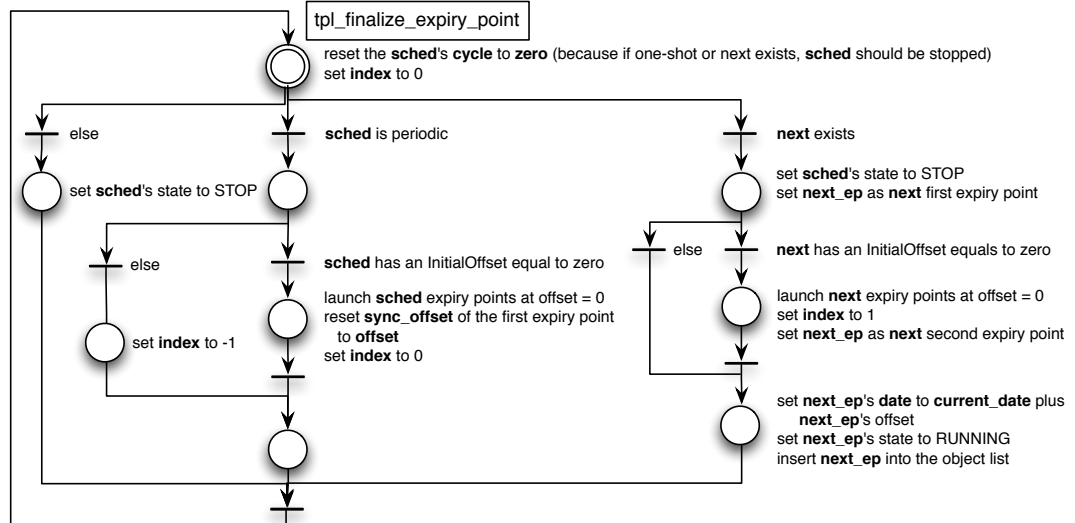 tpl_finalize_expiry_point
reset the sched's cycle to zero (because if one-shot or next exists, sched should be stopped)
set index to 0
else
sched is periodic
next exists
set sched's state to STOP
set sched's state to STOP
set next_ep as next first expiry point
else
sched has an InitialOffset equal to zero
else
next has an InitialOffset equals to zero
launch sched expiry points at offset = 0
reset sync_offset of the first expiry point
to offset
set index to 0
set index to -1
launch next expiry points at offset = 0
set index to 1
set next_ep as next second expiry point
set next_ep's date to current_date plus
next_ep's offset
set next_ep's state to RUNNING
insert next_ep into the object list